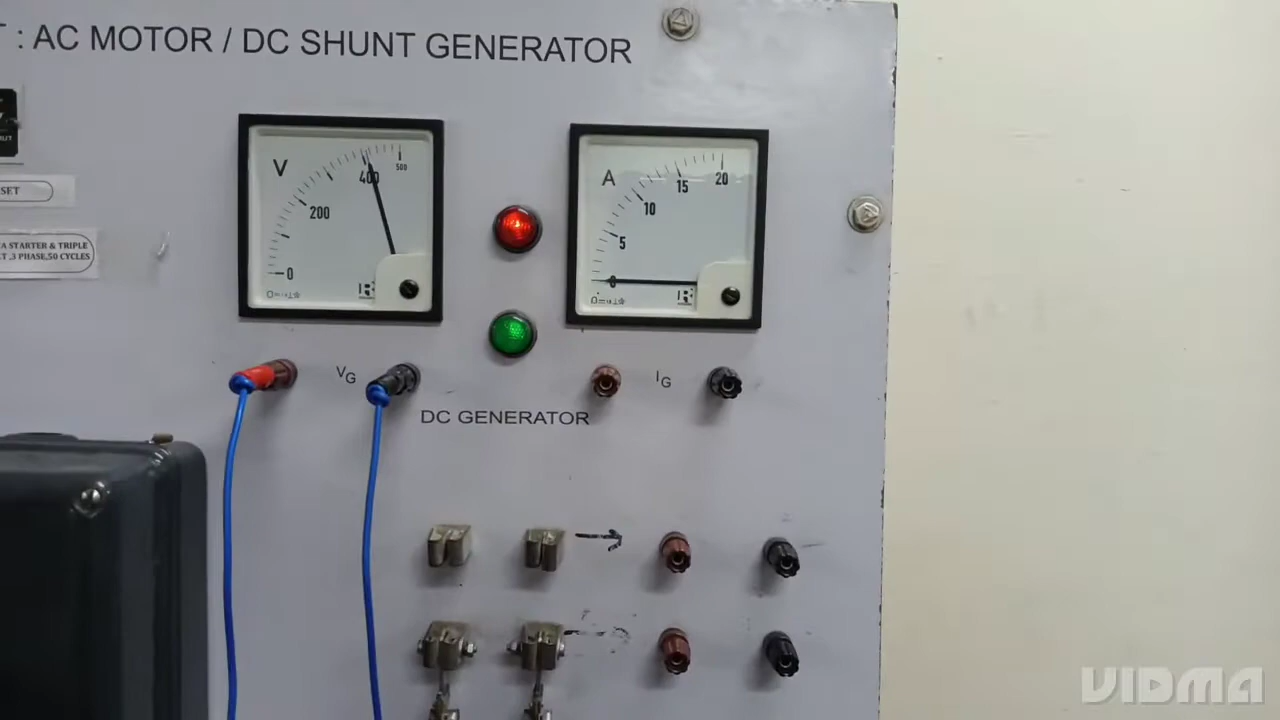 : AC MOTOR / DC SHUNT GENERATOR
V
400
500
200
0
A
20
15
10
5
0
SET
A STARTER & TRIPLE
T ,3 PHASE,50 CYCLES
VG
IG
DC GENERATOR
VIDMA